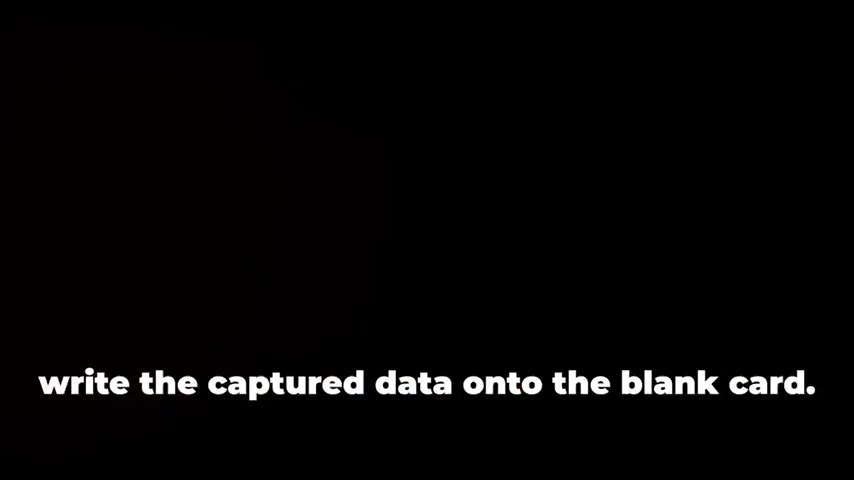 write the captured data onto the blank card.